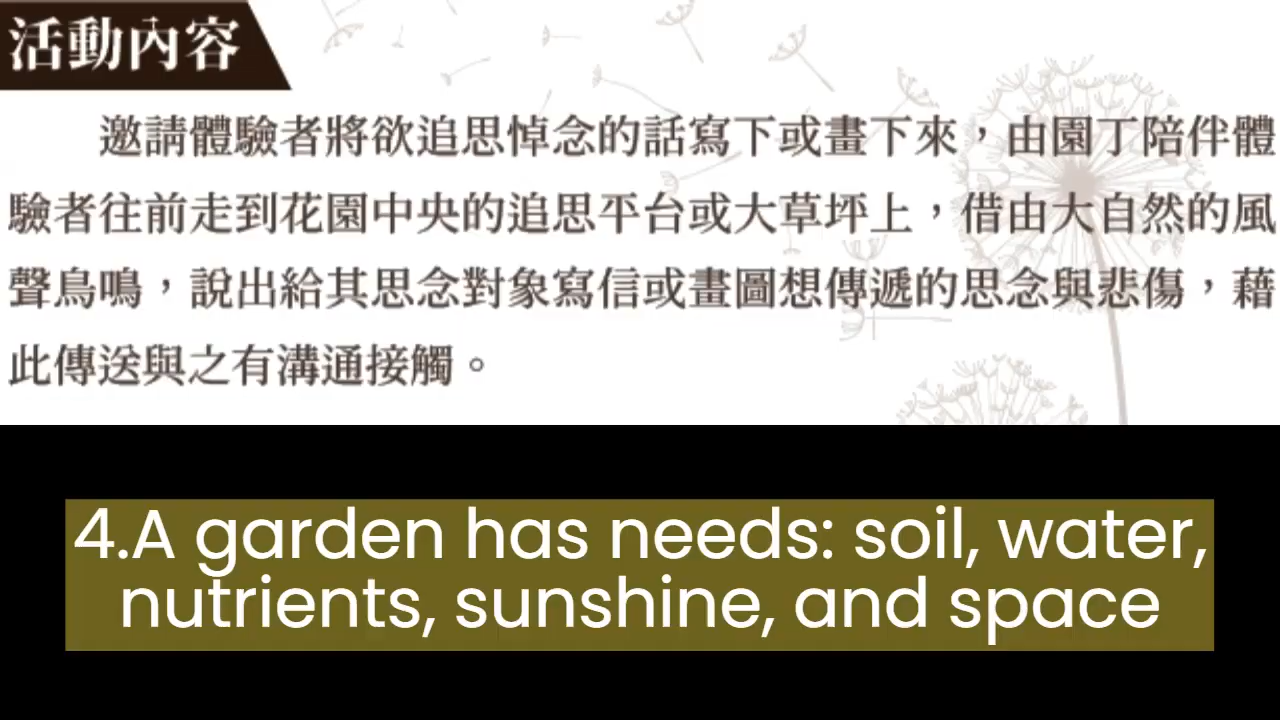 活動內容
邀請體驗者將欲追思悼念的話寫下或畫下來，由園丁陪伴體
驗者往前走到花園中央的追思平台或大草坪上，借由大自然的風
聲鳥鳴，說出給其思念對象寫信或畫圖想傳遞的思念與悲傷，藉
此傳送與之有溝通接觸。
4.A garden has needs: soil, water,
nutrients, sunshine, and space